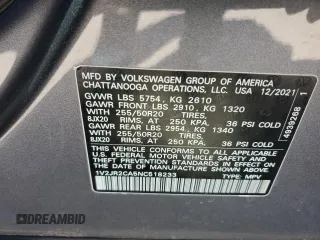 MFD BY VOLKSWAGEN GROUP OF AMERICA
CHATTANOOGA OPERATIONS, LLC. USA 12/2021
GVWR LBS 5754, KG 2610
GAWR FRONT LBS 2910, KG 1320
WITH 255/50R20 TIRES,
8JX20 RIMS. AT 250 KPA 36 PSI COLD
GAWR REAR LBS 2954, KG 1340
WITH 255/50R20 TIRES,
8JX20 RIMS. AT 250 KPA 36 PSI COLD
THIS VEHICLE CONFORMS TO ALL APPLICABLE
U.S. FEDERAL MOTOR VEHICLE SAFETY AND THEFT
PREVENTION STANDARDS IN EFFECT ON THE
DATE OF MANUFACTURE SHOWN ABOVE.
1V2JR2CA5NC518233 TYPE: MPV
4939268 1
DREAMBID